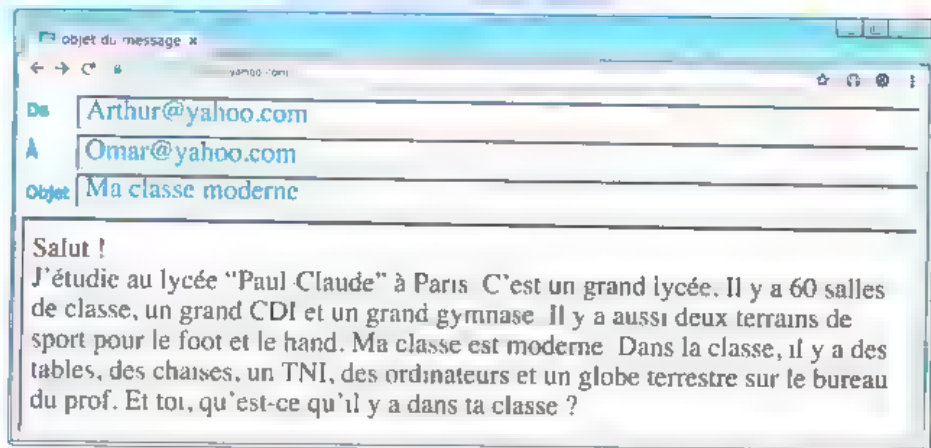 objet du message ×
yahoo.com
De Arthur@yahoo.com
À Omar@yahoo.com
Objet Ma classe moderne
Salut !
J'étudie au lycée "Paul Claude" à Paris. C'est un grand lycée. Il y a 60 salles
de classe, un grand CDI et un grand gymnase. Il y a aussi deux terrains de
sport pour le foot et le hand. Ma classe est moderne. Dans la classe, il y a des
tables, des chaises, un TNI, des ordinateurs et un globe terrestre sur le bureau
du prof. Et toi, qu'est-ce qu'il y a dans ta classe ?